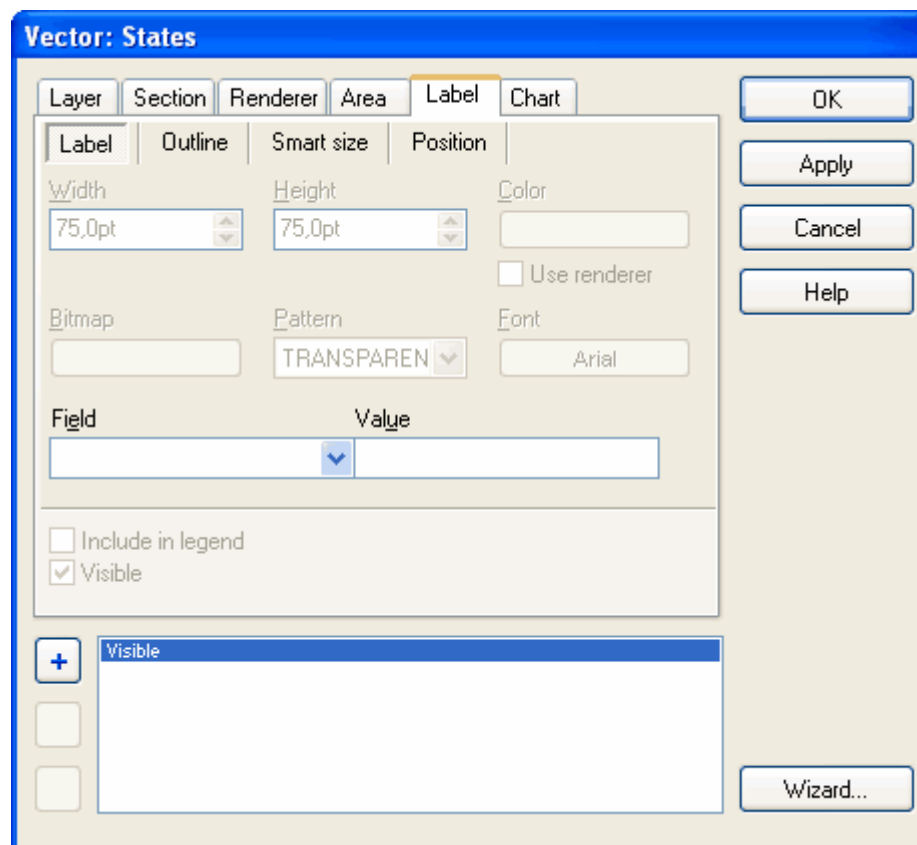 Vector: States
Layer Section Renderer Area Label Chart
OK
Label Outline Smart size Position
Apply
Width Height Color
75,0pt 75,0pt
Cancel
Use renderer
Help
Bitmap Pattern Font
TRANSPAREN Arial
Field Value
Include in legend
Visible
+ Visible
Wizard...